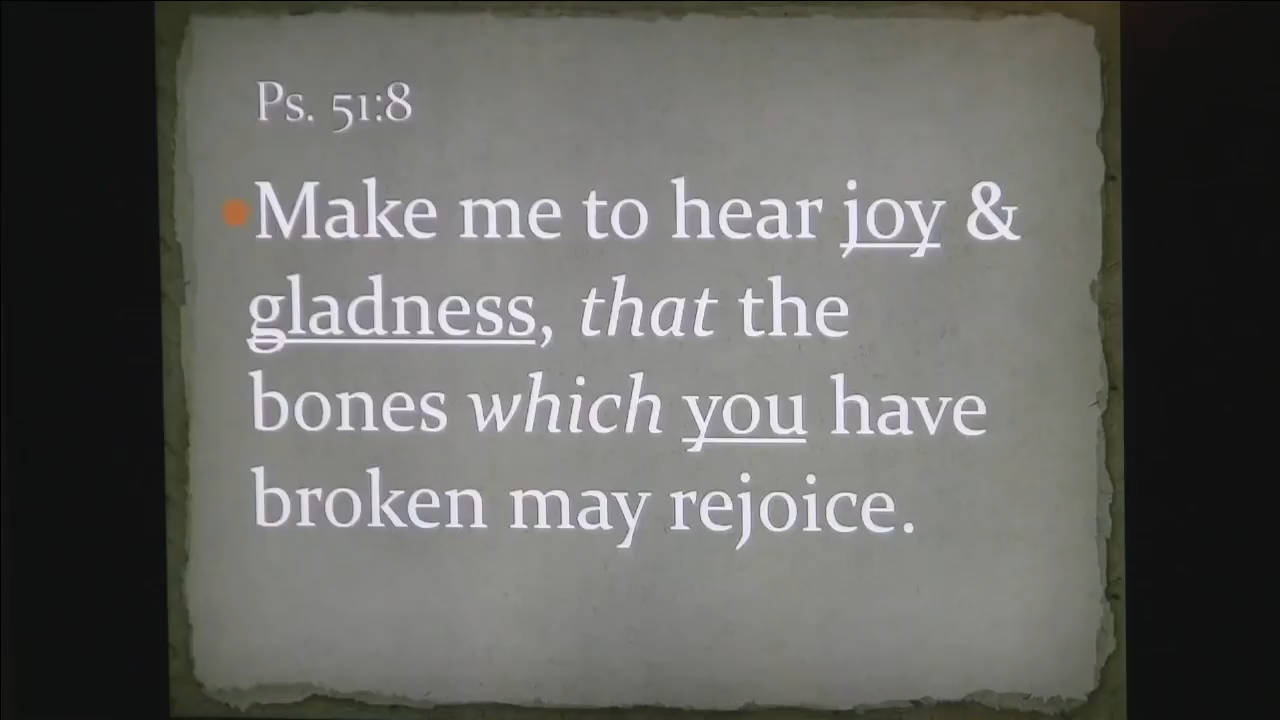 Ps. 51:8
Make me to hear joy &
gladness, that the
bones which you have
broken may rejoice.